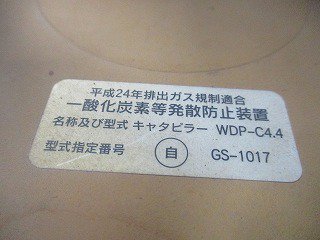 平成24年排出ガス規制適合
一酸化炭素等発散防止装置
名称及び型式 キャタピラー WDP-C4.4
型式指定番号 自 GS-1017